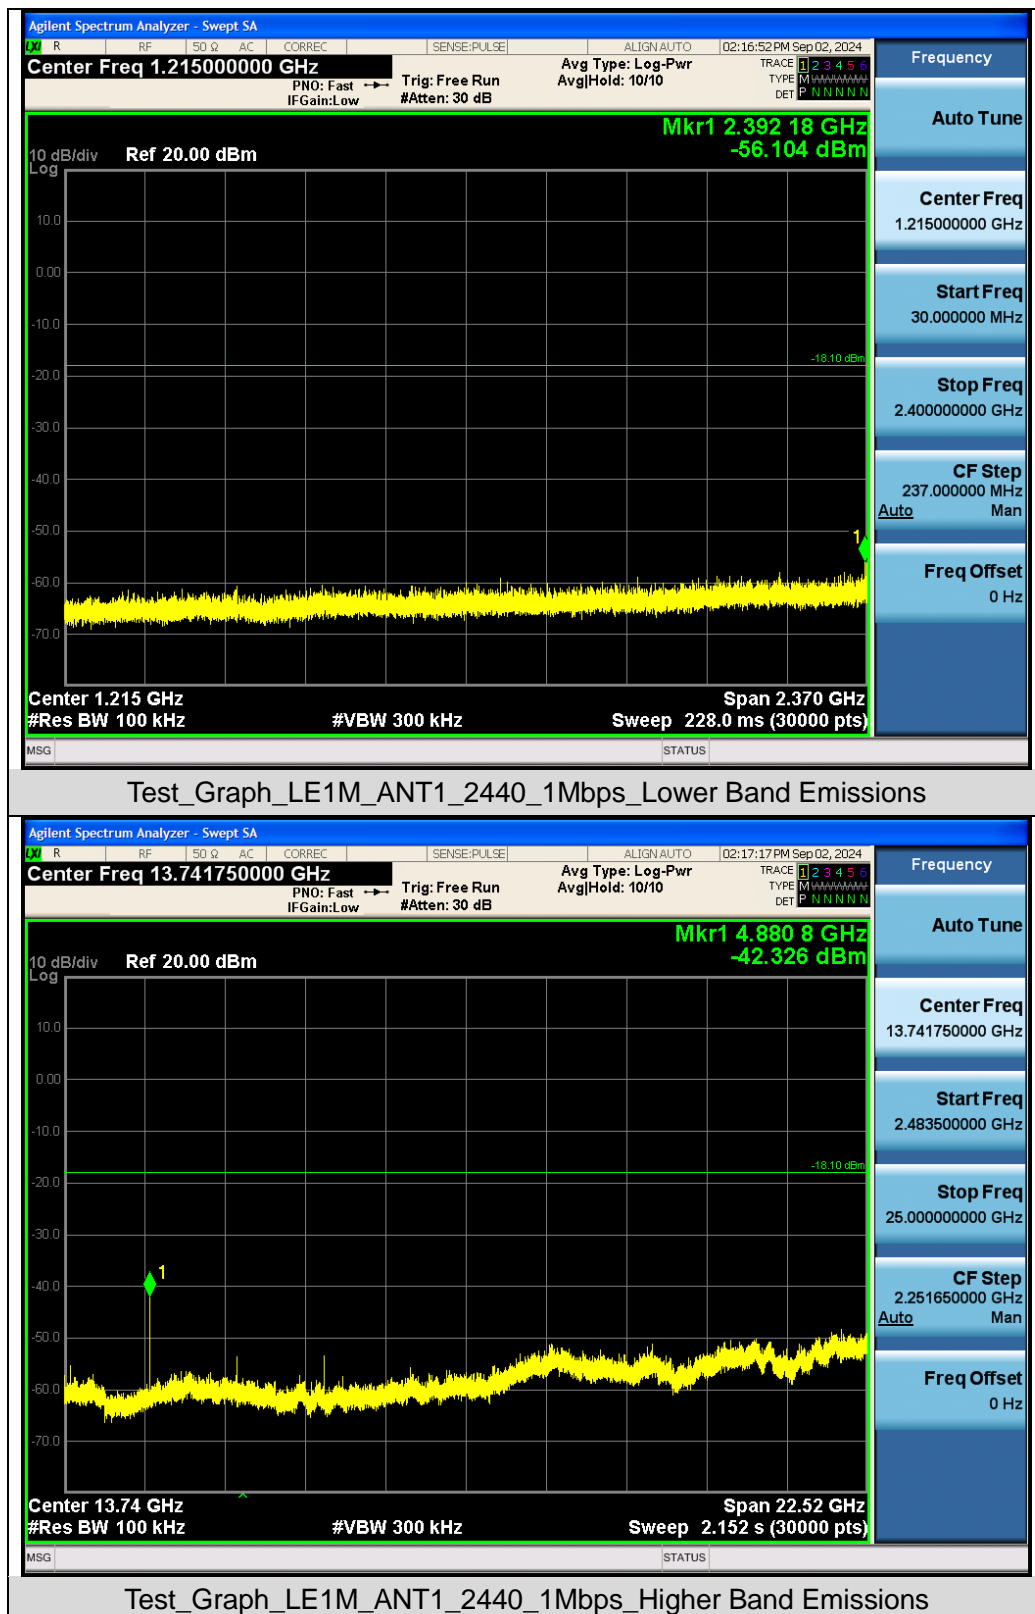 Agilent Spectrum Analyzer - Swept SA
LXI R RF 50 Ω AC CORREC SENSE:PULSE ALIGN AUTO 02:16:52 PM Sep 02, 2024
Center Freq 1.215000000 GHz
PNO: Fast
IFGain:Low
Trig: Free Run
#Atten: 30 dB
Avg Type: Log-Pwr
Avg|Hold: 10/10
TRACE 1 2 3 4 5 6
TYPE M
DET P N N N N N
Mkr1 2.392 18 GHz
-56.104 dBm
10 dB/div Ref 20.00 dBm
Log
10.0
0.00
-10.0
-18.10 dBm
-20.0
-30.0
-40.0
-50.0
1
-60.0
-70.0
Center 1.215 GHz Span 2.370 GHz
#Res BW 100 kHz #VBW 300 kHz Sweep 228.0 ms (30000 pts)
MSG STATUS
Frequency
Auto Tune
Center Freq
1.215000000 GHz
Start Freq
30.000000 MHz
Stop Freq
2.400000000 GHz
CF Step
237.000000 MHz
Auto Man
Freq Offset
0 Hz
Test_Graph_LE1M_ANT1_2440_1Mbps_Lower Band Emissions
Agilent Spectrum Analyzer - Swept SA
LXI R RF 50 Ω AC CORREC SENSE:PULSE ALIGN AUTO 02:17:17 PM Sep 02, 2024
Center Freq 13.741750000 GHz
PNO: Fast
IFGain:Low
Trig: Free Run
#Atten: 30 dB
Avg Type: Log-Pwr
Avg|Hold: 10/10
TRACE 1 2 3 4 5 6
TYPE M
DET P N N N N N
Mkr1 4.880 8 GHz
-42.326 dBm
10 dB/div Ref 20.00 dBm
Log
10.0
0.00
-10.0
-18.10 dBm
-20.0
-30.0
1
-40.0
-50.0
-60.0
-70.0
Center 13.74 GHz Span 22.52 GHz
#Res BW 100 kHz #VBW 300 kHz Sweep 2.152 s (30000 pts)
MSG STATUS
Frequency
Auto Tune
Center Freq
13.741750000 GHz
Start Freq
2.483500000 GHz
Stop Freq
25.000000000 GHz
CF Step
2.251650000 GHz
Auto Man
Freq Offset
0 Hz
Test_Graph_LE1M_ANT1_2440_1Mbps_Higher Band Emissions